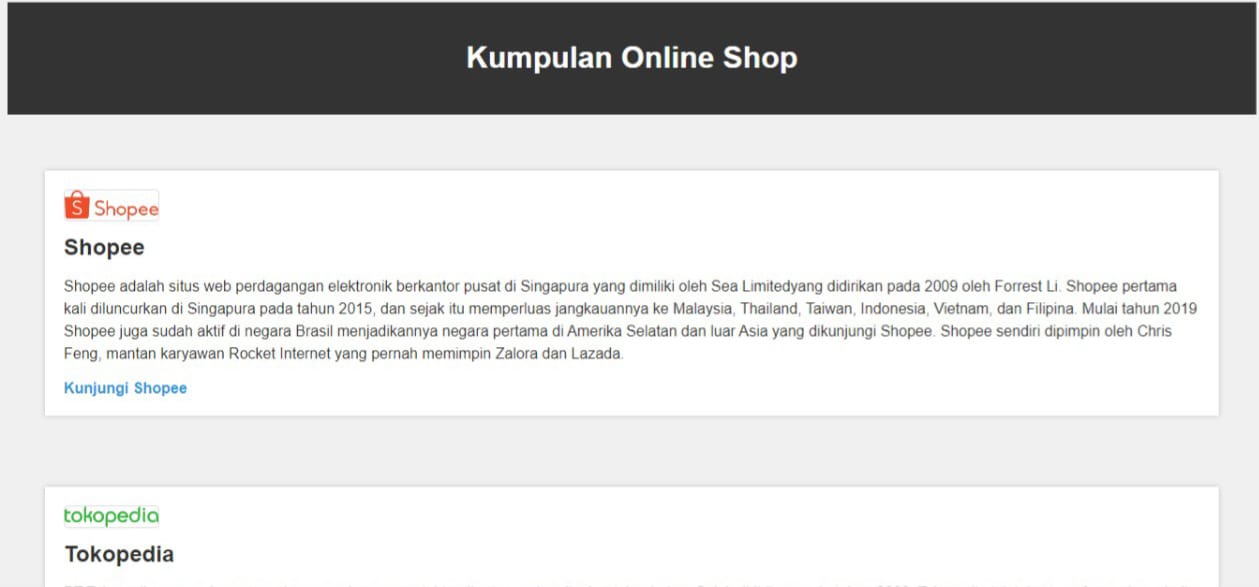 Kumpulan Online Shop
S Shopee
Shopee
Shopee adalah situs web perdagangan elektronik berkantor pusat di Singapura yang dimiliki oleh Sea Limitedyang didirikan pada 2009 oleh Forrest Li. Shopee pertama
kali diluncurkan di Singapura pada tahun 2015, dan sejak itu memperluas jangkauannya ke Malaysia, Thailand, Taiwan, Indonesia, Vietnam, dan Filipina. Mulai tahun 2019
Shopee juga sudah aktif di negara Brasil menjadikannya negara pertama di Amerika Selatan dan luar Asia yang dikunjungi Shopee. Shopee sendiri dipimpin oleh Chris
Feng, mantan karyawan Rocket Internet yang pernah memimpin Zalora dan Lazada.
Kunjungi Shopee
tokopedia
Tokopedia